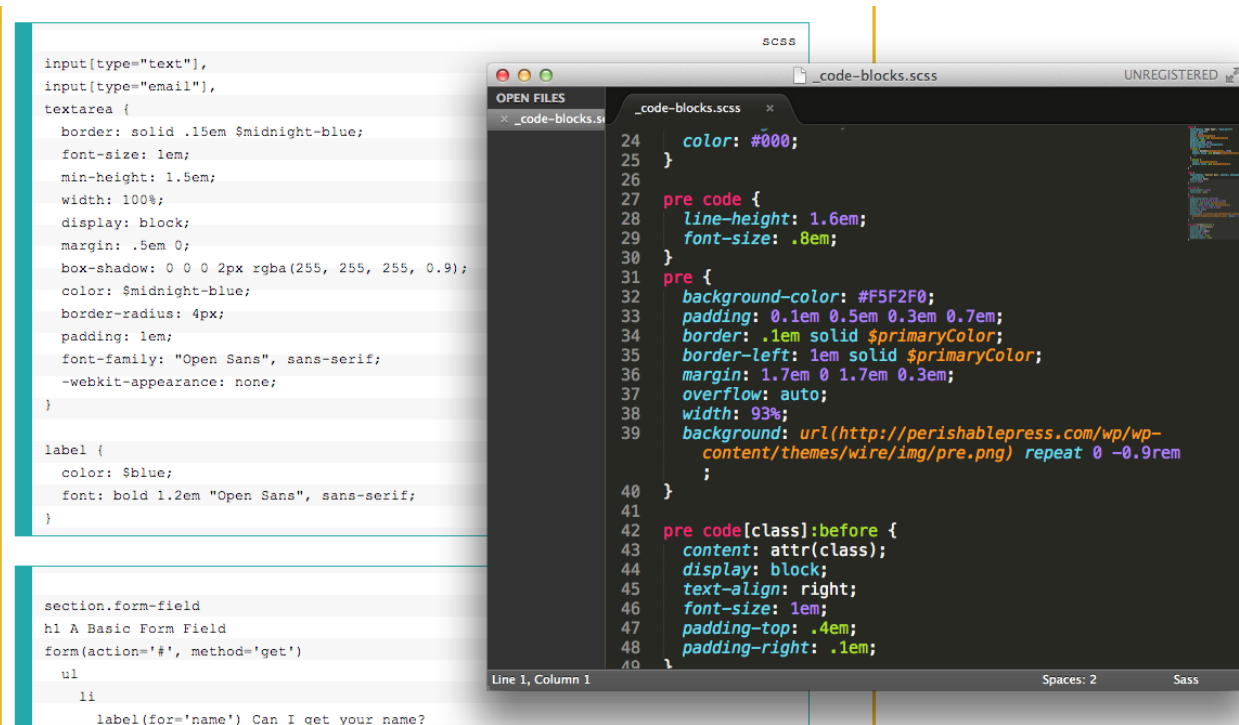 scss
input[type="text"],
input[type="email"],
textarea {
  border: solid .15em $midnight-blue;
  font-size: 1em;
  min-height: 1.5em;
  width: 100%;
  display: block;
  margin: .5em 0;
  box-shadow: 0 0 0 2px rgba(255, 255, 255, 0.9);
  color: $midnight-blue;
  border-radius: 4px;
  padding: 1em;
  font-family: "Open Sans", sans-serif;
  -webkit-appearance: none;
}
label {
  color: $blue;
  font: bold 1.2em "Open Sans", sans-serif;
}
section.form-field
h1 A Basic Form Field
form(action='#', method='get')
  ul
    li
      label(for='name') Can I get your name?
_code-blocks.scss
UNREGISTERED
OPEN FILES
× _code-blocks.s
_code-blocks.scss ×
24   color: #000;
25 }
26
27 pre code {
28   line-height: 1.6em;
29   font-size: .8em;
30 }
31 pre {
32   background-color: #F5F2F0;
33   padding: 0.1em 0.5em 0.3em 0.7em;
34   border: .1em solid $primaryColor;
35   border-left: 1em solid $primaryColor;
36   margin: 1.7em 0 1.7em 0.3em;
37   overflow: auto;
38   width: 93%;
39   background: url(http://perishablepress.com/wp/wp-
content/themes/wire/img/pre.png) repeat 0 -0.9rem
;
40 }
41
42 pre code[class]:before {
43   content: attr(class);
44   display: block;
45   text-align: right;
46   font-size: 1em;
47   padding-top: .4em;
48   padding-right: .1em;
49 }
Line 1, Column 1
Spaces: 2
Sass